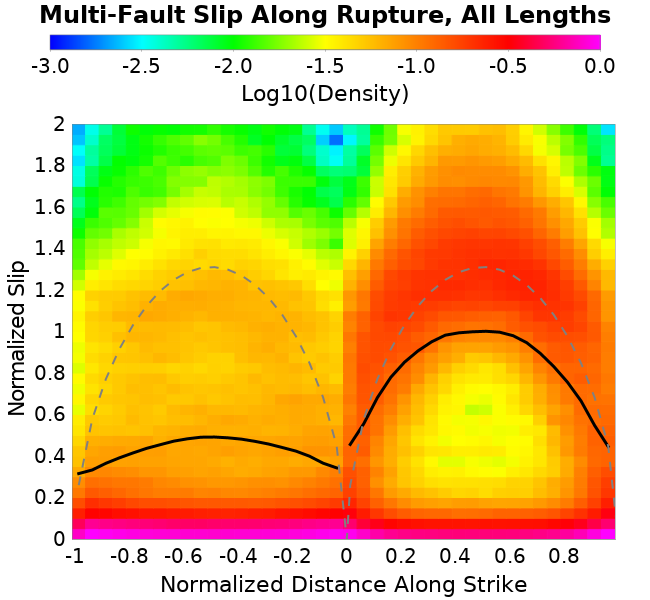 Multi-Fault Slip Along Rupture, All Lengths
-3.0 -2.5 -2.0 -1.5 -1.0 -0.5 0.0
Log10(Density)
2
1.8
1.6
1.4
1.2
1
0.8
0.6
0.4
0.2
0
Normalized Slip
-1 -0.8 -0.6 -0.4 -0.2 0 0.2 0.4 0.6 0.8
Normalized Distance Along Strike